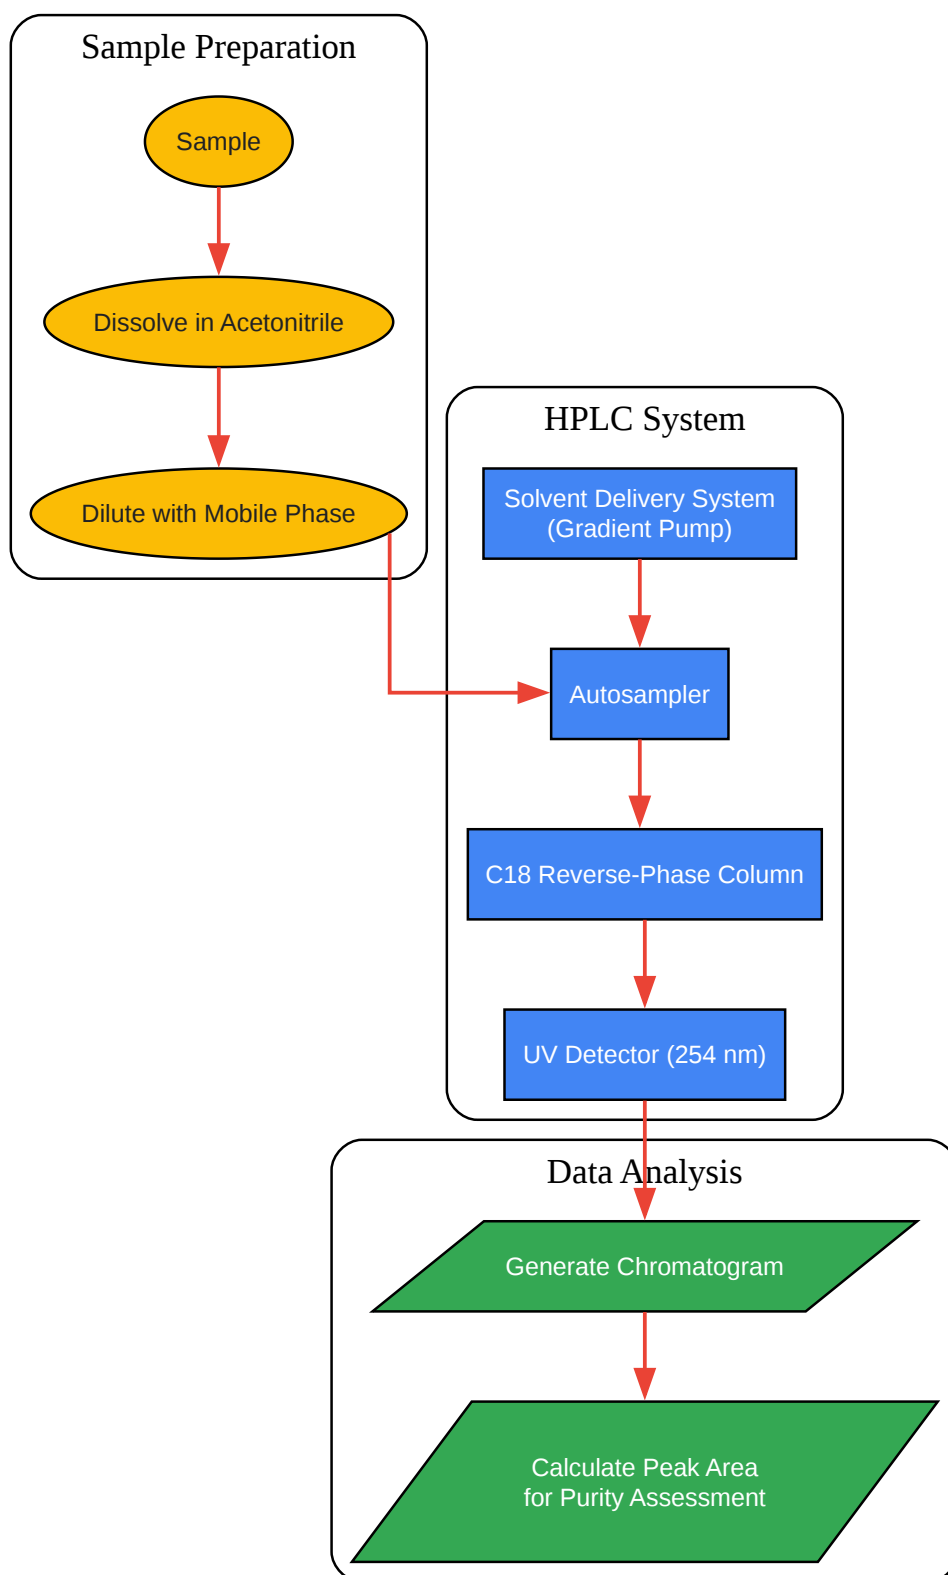 Sample Preparation
Sample
Dissolve in Acetonitrile
Dilute with Mobile Phase
HPLC System
Solvent Delivery System
(Gradient Pump)
Autosampler
C18 Reverse-Phase Column
UV Detector (254 nm)
Data Analysis
Generate Chromatogram
Calculate Peak Area
for Purity Assessment